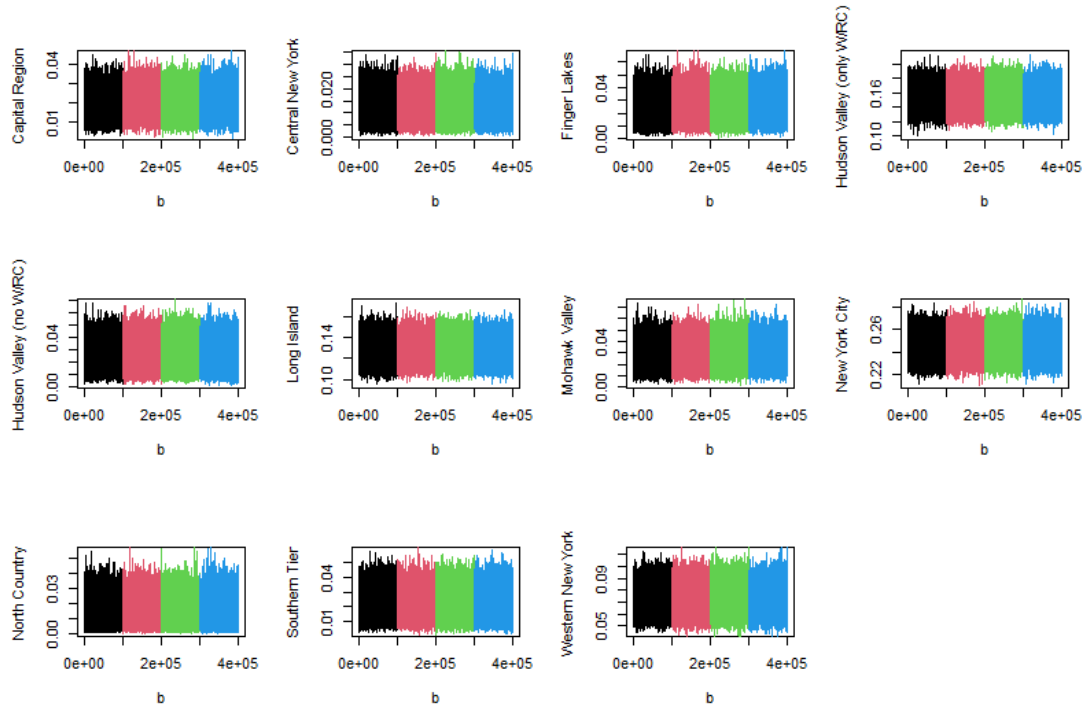 Capital Region
0.01 0.04
0e+00 2e+05 4e+05
b
Central New York
0.000 0.020
0e+00 2e+05 4e+05
b
Finger Lakes
0.00 0.04
0e+00 2e+05 4e+05
b
Hudson Valley (only W/RC)
0.10 0.16
0e+00 2e+05 4e+05
b
Hudson Valley (no W/RC)
0.00 0.04
0e+00 2e+05 4e+05
b
Long Island
0.10 0.14
0e+00 2e+05 4e+05
b
Mohawk Valley
0.00 0.04
0e+00 2e+05 4e+05
b
New York City
0.22 0.26
0e+00 2e+05 4e+05
b
North Country
0.00 0.03
0e+00 2e+05 4e+05
b
Southern Tier
0.01 0.04
0e+00 2e+05 4e+05
b
Western New York
0.05 0.09
0e+00 2e+05 4e+05
b